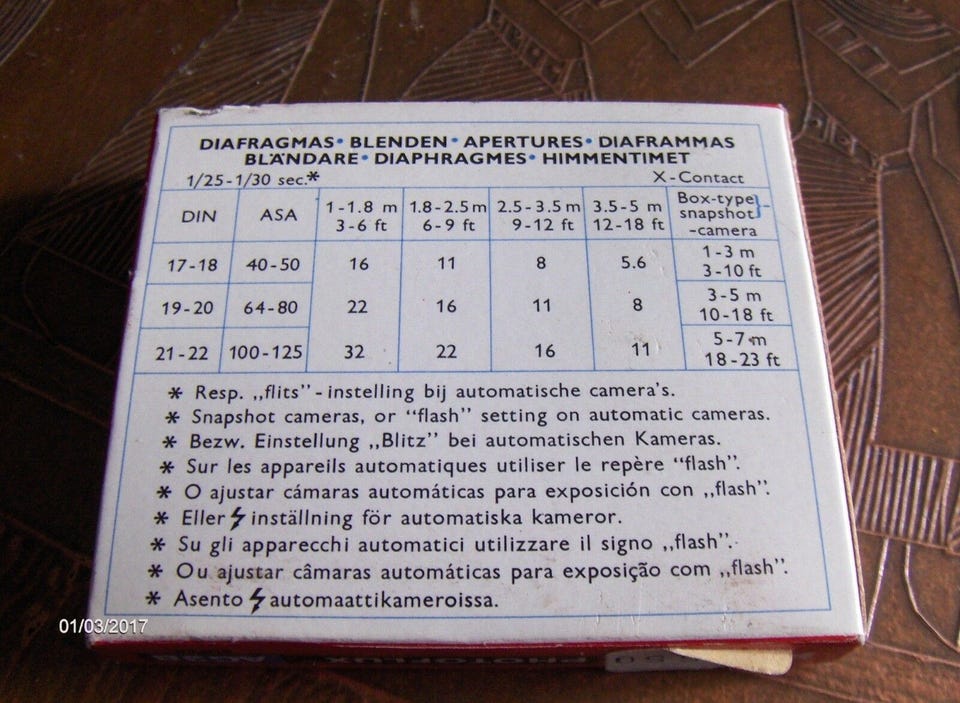 DIAFRAGMAS • BLENDEN • APERTURES • DIAFRAMMAS
BLÄNDARE • DIAPHRAGMES • HIMMENTIMET
1/25 - 1/30 sec.* X - Contact
DIN ASA 1 - 1.8 m 3-6 ft 1.8 - 2.5 m 6-9 ft 2.5 - 3.5 m 9-12 ft 3.5-5 m 12-18 ft Box-type snapshot -camera
17-18 40-50 16 11 8 5.6 1-3 m 3-10 ft
19-20 64-80 22 16 11 8 3-5 m 10-18 ft
21-22 100-125 32 22 16 11 5-7 m 18-23 ft
* Resp. „flits” - instelling bij automatische camera's.
* Snapshot cameras, or “flash” setting on automatic cameras.
* Bezw. Einstellung „Blitz” bei automatischen Kameras.
* Sur les appareils automatiques utiliser le repère “flash”.
* O ajustar cámaras automáticas para exposición con „flash”.
* Eller inställning för automatiska kameror.
* Su gli apparecchi automatici utilizzare il signo „flash”.
* Ou ajustar câmaras automáticas para exposição com „flash”.
* Asento automaattikameroissa.
01/03/2017